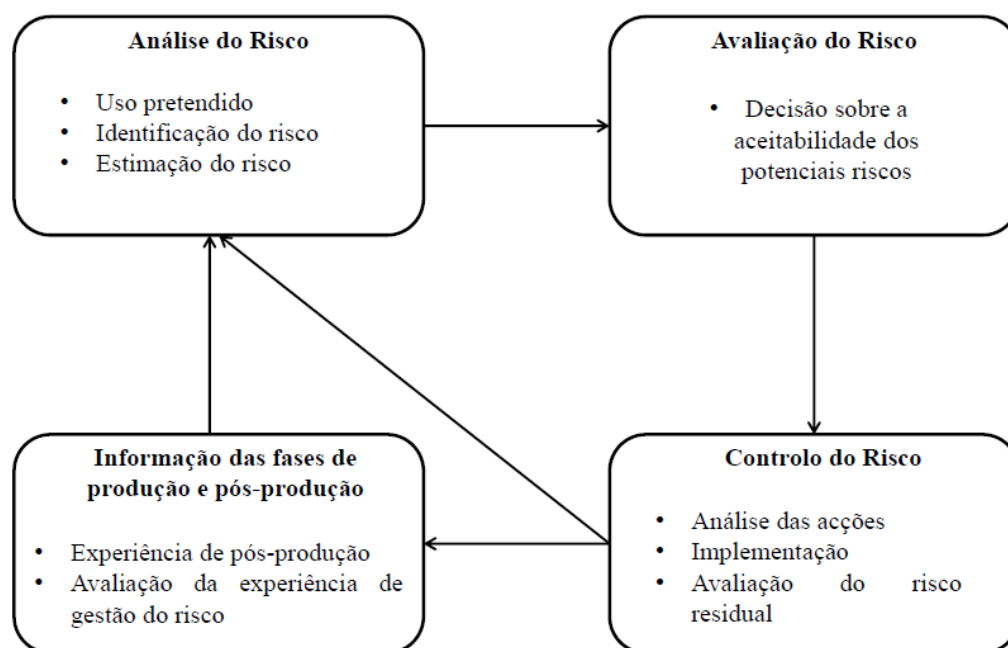 Análise do Risco
• Uso pretendido
• Identificação do risco
• Estimação do risco
Avaliação do Risco
• Decisão sobre a
aceitabilidade dos
potenciais riscos
Informação das fases de
produção e pós-produção
• Experiência de pós-produção
• Avaliação da experiência de
gestão do risco
Controlo do Risco
• Análise das acções
• Implementação
• Avaliação do risco
residual